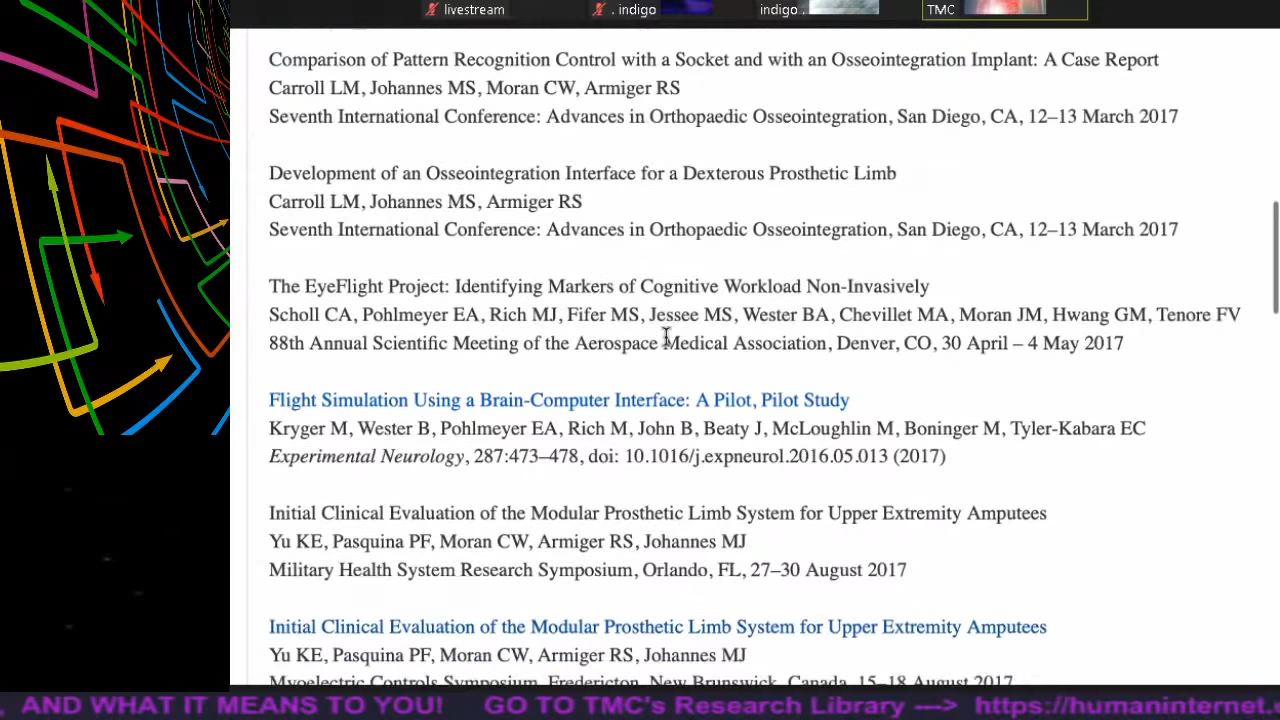 livestream
. indigo
indigo .
TMC
Comparison of Pattern Recognition Control with a Socket and with an Osseointegration Implant: A Case Report
Carroll LM, Johannes MS, Moran CW, Armiger RS
Seventh International Conference: Advances in Orthopaedic Osseointegration, San Diego, CA, 12–13 March 2017
Development of an Osseointegration Interface for a Dexterous Prosthetic Limb
Carroll LM, Johannes MS, Armiger RS
Seventh International Conference: Advances in Orthopaedic Osseointegration, San Diego, CA, 12–13 March 2017
The EyeFlight Project: Identifying Markers of Cognitive Workload Non-Invasively
Scholl CA, Pohlmeyer EA, Rich MJ, Fifer MS, Jessee MS, Wester BA, Chevillet MA, Moran JM, Hwang GM, Tenore FV
88th Annual Scientific Meeting of the Aerospace Medical Association, Denver, CO, 30 April – 4 May 2017
Flight Simulation Using a Brain-Computer Interface: A Pilot, Pilot Study
Kryger M, Wester B, Pohlmeyer EA, Rich M, John B, Beaty J, McLoughlin M, Boninger M, Tyler-Kabara EC
Experimental Neurology, 287:473–478, doi: 10.1016/j.expneurol.2016.05.013 (2017)
Initial Clinical Evaluation of the Modular Prosthetic Limb System for Upper Extremity Amputees
Yu KE, Pasquina PF, Moran CW, Armiger RS, Johannes MJ
Military Health System Research Symposium, Orlando, FL, 27–30 August 2017
Initial Clinical Evaluation of the Modular Prosthetic Limb System for Upper Extremity Amputees
Yu KE, Pasquina PF, Moran CW, Armiger RS, Johannes MJ
Myoelectric Controls Symposium, Fredericton, New Brunswick, Canada, 15–18 August 2017
. AND WHAT IT MEANS TO YOU! GO TO TMC's Research Library ---> https://humaninternet.